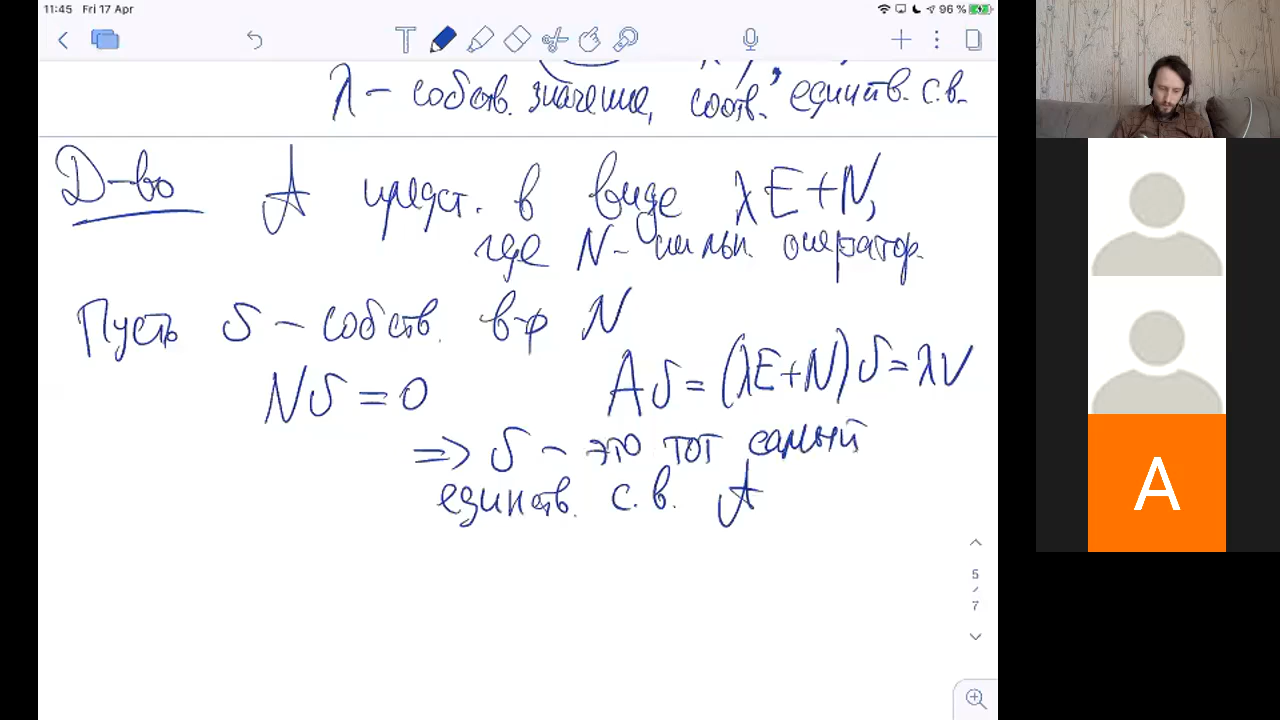 11:45 Fri 17 Apr
96 %
λ – собств. значение, соотв. единств. с.в.
Д-во A предст. в виде λE+N,
где N – нильп. оператор.
Пусть v – собств. в-р N
Nv = 0 Av = (λE+N)v = λv
=> v – это тот самый
единств. с.в. A
5
7
A